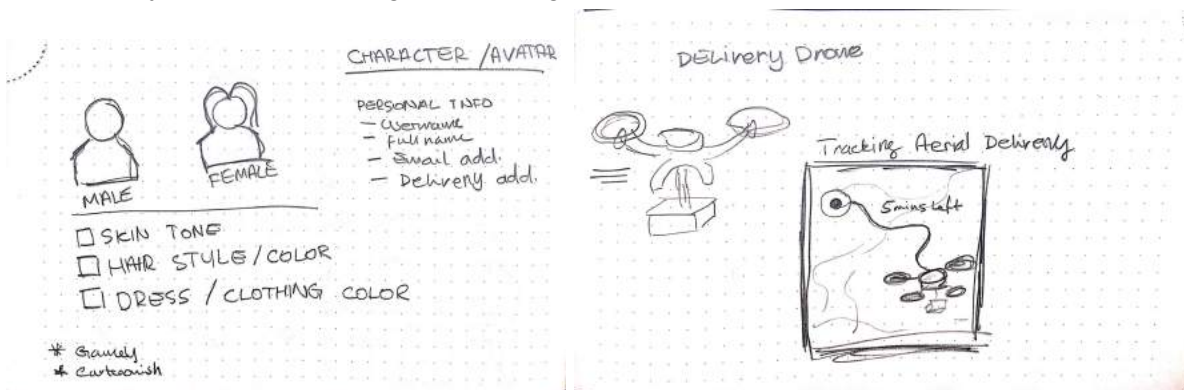 CHARACTER / AVATAR
PERSONAL INFO
- Username
- Full name
- Email add.
- Delivery add.
MALE
FEMALE
SKIN TONE
HAIR STYLE / COLOR
DRESS / CLOTHING COLOR
* Gamely
* Cartoonish
Delivery Drone
Tracking Aerial Delivery
5mins Left